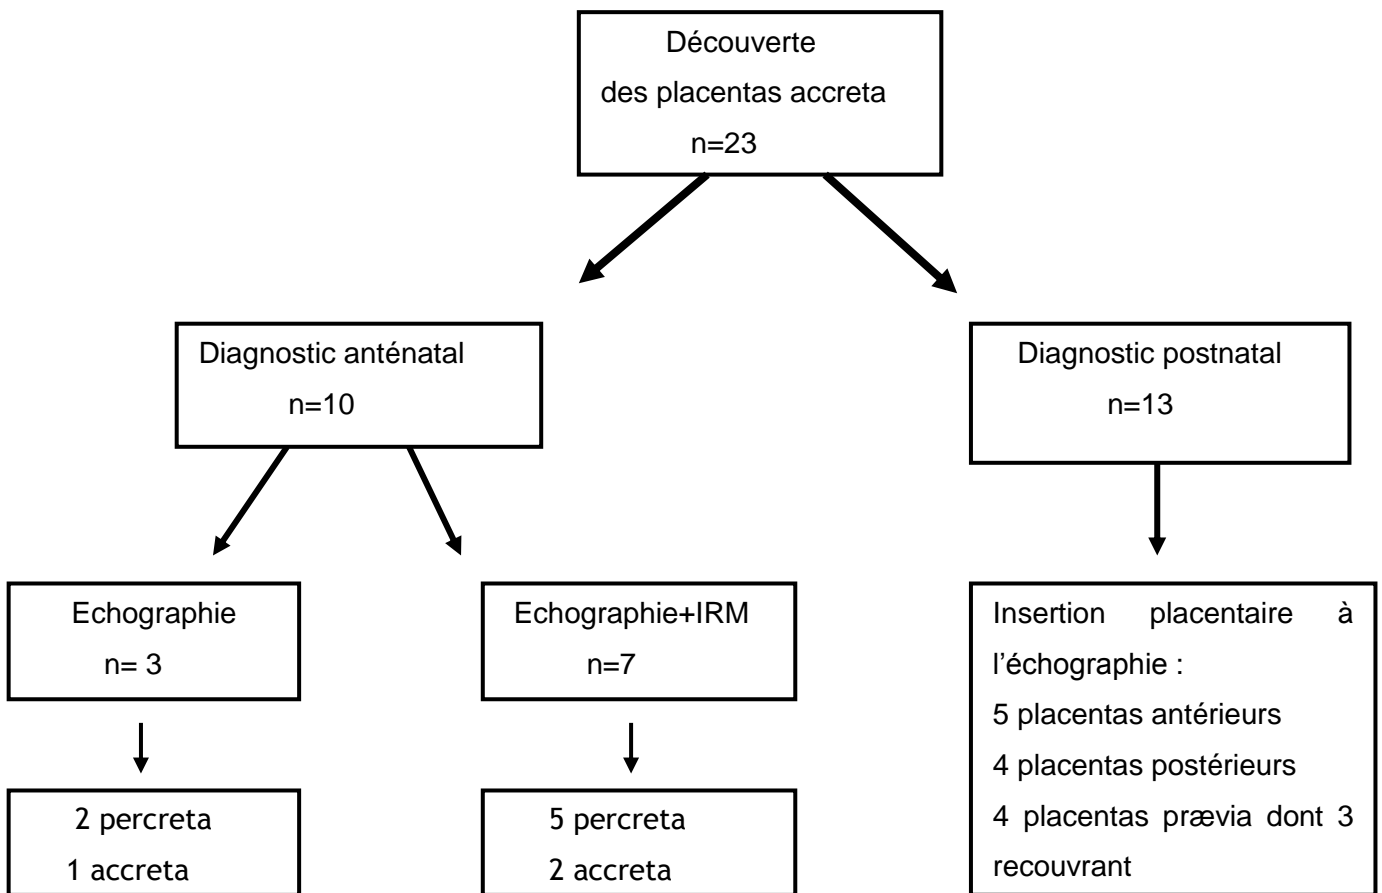 Découverte
des placentas accreta
n=23
Diagnostic anténatal
n=10
Diagnostic postnatal
n=13
Echographie
n= 3
Echographie+IRM
n=7
Insertion placentaire à
l’échographie :
5 placentas antérieurs
4 placentas postérieurs
4 placentas prævia dont 3
recouvrant
2 percreta
1 accreta
5 percreta
2 accreta